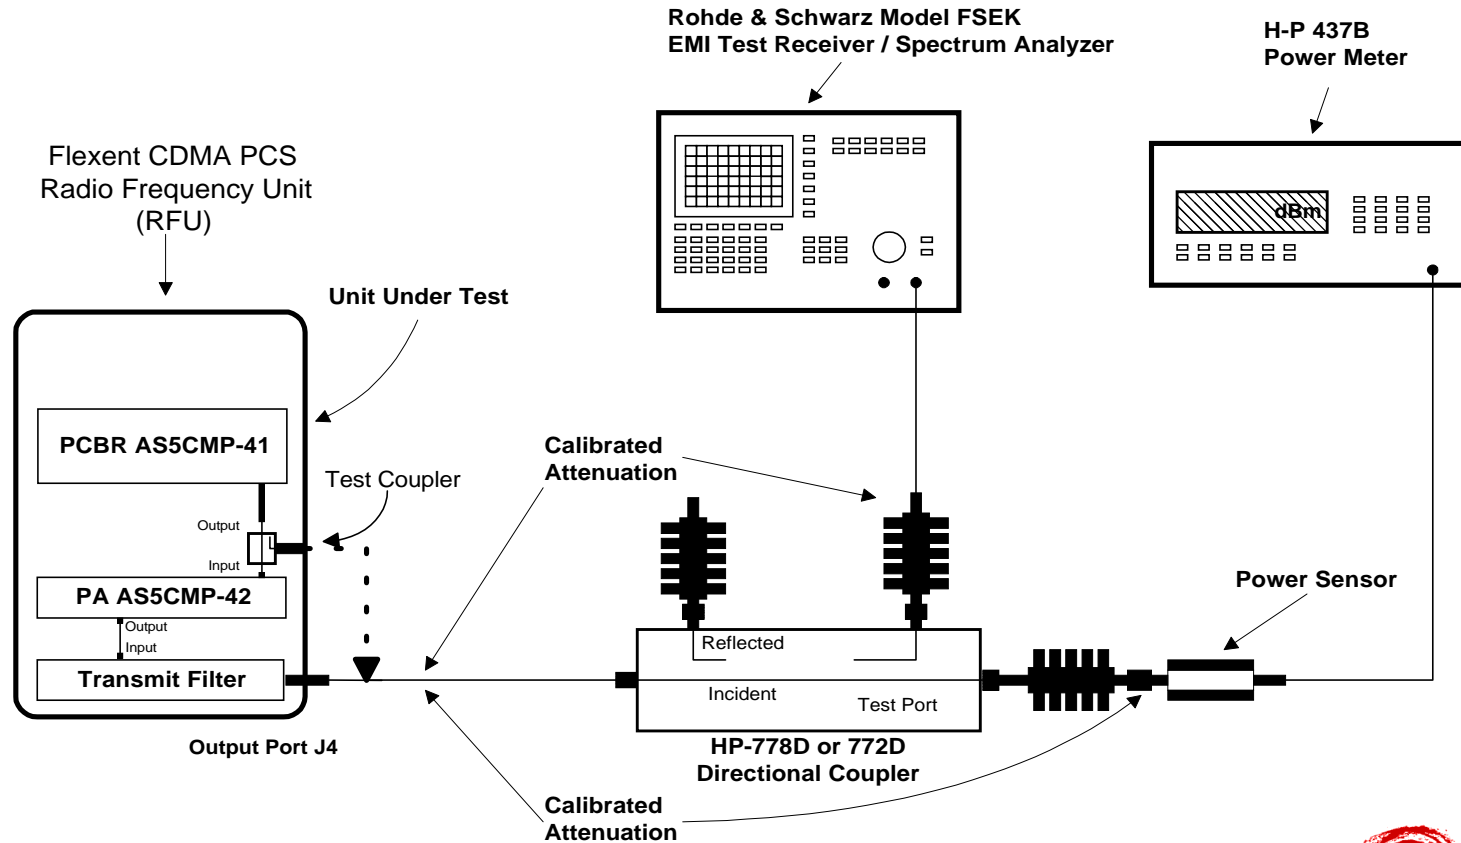 Rohde & Schwarz Model FSEK
EMI Test Receiver / Spectrum Analyzer
H-P 437B
Power Meter
dBm
Flexent CDMA PCS
Radio Frequency Unit
(RFU)
Unit Under Test
PCBR AS5CMP-41
Test Coupler
Output
Input
PA AS5CMP-42
Output
Input
Transmit Filter
Output Port J4
Calibrated
Attenuation
Reflected
Incident
Test Port
HP-778D or 772D
Directional Coupler
Power Sensor
Calibrated
Attenuation